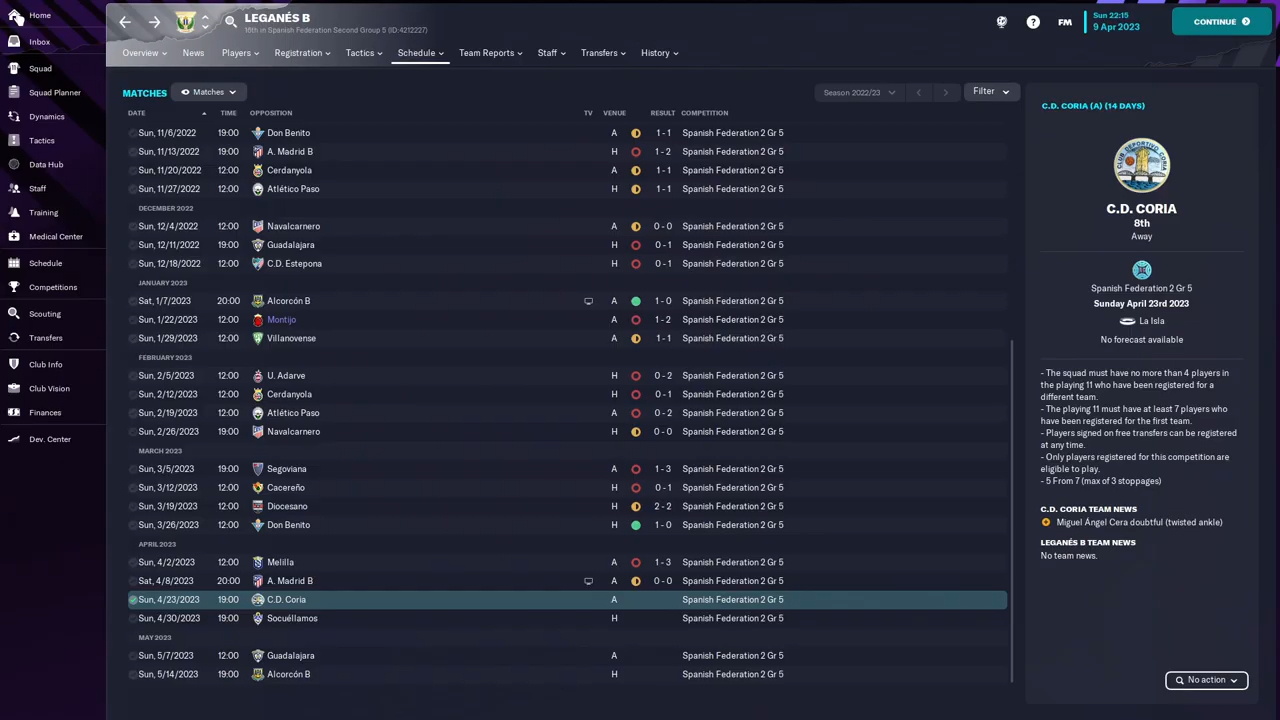 Home
Inbox
Squad
Squad Planner
Dynamics
Tactics
Data Hub
Staff
Training
Medical Center
Schedule
Competitions
Scouting
Transfers
Club Info
Club Vision
Finances
Dev. Center
LEGANÉS B
18th in Spanish Federation Second Group 5 (ID:4212227)
FM
Sun 22:15
9 Apr 2023
CONTINUE
Overview News Players Registration Tactics Schedule Team Reports Staff Transfers History
MATCHES Matches Season 2022/23 Filter
DATE TIME OPPOSITION TV VENUE RESULT COMPETITION
Sun, 11/6/2022 19:00 Don Benito A 1 - 1 Spanish Federation 2 Gr 5
Sun, 11/13/2022 19:00 A. Madrid B H 1 - 2 Spanish Federation 2 Gr 5
Sun, 11/20/2022 12:00 Cerdanyola A 1 - 1 Spanish Federation 2 Gr 5
Sun, 11/27/2022 12:00 Atlético Paso H 1 - 1 Spanish Federation 2 Gr 5
DECEMBER 2022
Sun, 12/4/2022 12:00 Navalcarnero A 0 - 0 Spanish Federation 2 Gr 5
Sun, 12/11/2022 19:00 Guadalajara H 0 - 1 Spanish Federation 2 Gr 5
Sun, 12/18/2022 12:00 C.D. Estepona H 0 - 1 Spanish Federation 2 Gr 5
JANUARY 2023
Sat, 1/7/2023 20:00 Alcorcón B A 1 - 0 Spanish Federation 2 Gr 5
Sun, 1/22/2023 12:00 Montijo A 1 - 2 Spanish Federation 2 Gr 5
Sun, 1/29/2023 12:00 Villanovense A 1 - 1 Spanish Federation 2 Gr 5
FEBRUARY 2023
Sun, 2/5/2023 12:00 U. Adarve H 0 - 2 Spanish Federation 2 Gr 5
Sun, 2/12/2023 12:00 Cerdanyola H 0 - 1 Spanish Federation 2 Gr 5
Sun, 2/19/2023 12:00 Atlético Paso A 0 - 2 Spanish Federation 2 Gr 5
Sun, 2/26/2023 19:00 Navalcarnero H 0 - 0 Spanish Federation 2 Gr 5
MARCH 2023
Sun, 3/5/2023 19:00 Segoviana A 1 - 3 Spanish Federation 2 Gr 5
Sun, 3/12/2023 19:00 Cacereño H 0 - 1 Spanish Federation 2 Gr 5
Sun, 3/19/2023 12:00 Diocesano H 2 - 2 Spanish Federation 2 Gr 5
Sun, 3/26/2023 12:00 Don Benito H 1 - 0 Spanish Federation 2 Gr 5
APRIL 2023
Sun, 4/2/2023 12:00 Melilla A 1 - 3 Spanish Federation 2 Gr 5
Sat, 4/8/2023 20:00 A. Madrid B A 0 - 0 Spanish Federation 2 Gr 5
Sun, 4/23/2023 19:00 C.D. Coria A Spanish Federation 2 Gr 5
Sun, 4/30/2023 19:00 Socuéllamos H Spanish Federation 2 Gr 5
MAY 2023
Sun, 5/7/2023 12:00 Guadalajara A Spanish Federation 2 Gr 5
Sun, 5/14/2023 19:00 Alcorcón B H Spanish Federation 2 Gr 5
C.D. CORIA (A) (14 DAYS)
CLUB DEPORTIVO CORIA
C.D. CORIA
8th
Away
Spanish Federation 2 Gr 5
Sunday April 23rd 2023
La Isla
No forecast available
- The squad must have no more than 4 players in
the playing 11 who have been registered for a
different team.
- The playing 11 must have at least 7 players who
have been registered for the first team.
- Players signed on free transfers can be registered
at any time.
- Only players registered for this competition are
eligible to play.
- 5 From 7 (max of 3 stoppages)
C.D. CORIA TEAM NEWS
Miguel Ángel Cera doubtful (twisted ankle)
LEGANÉS B TEAM NEWS
No team news.
No action